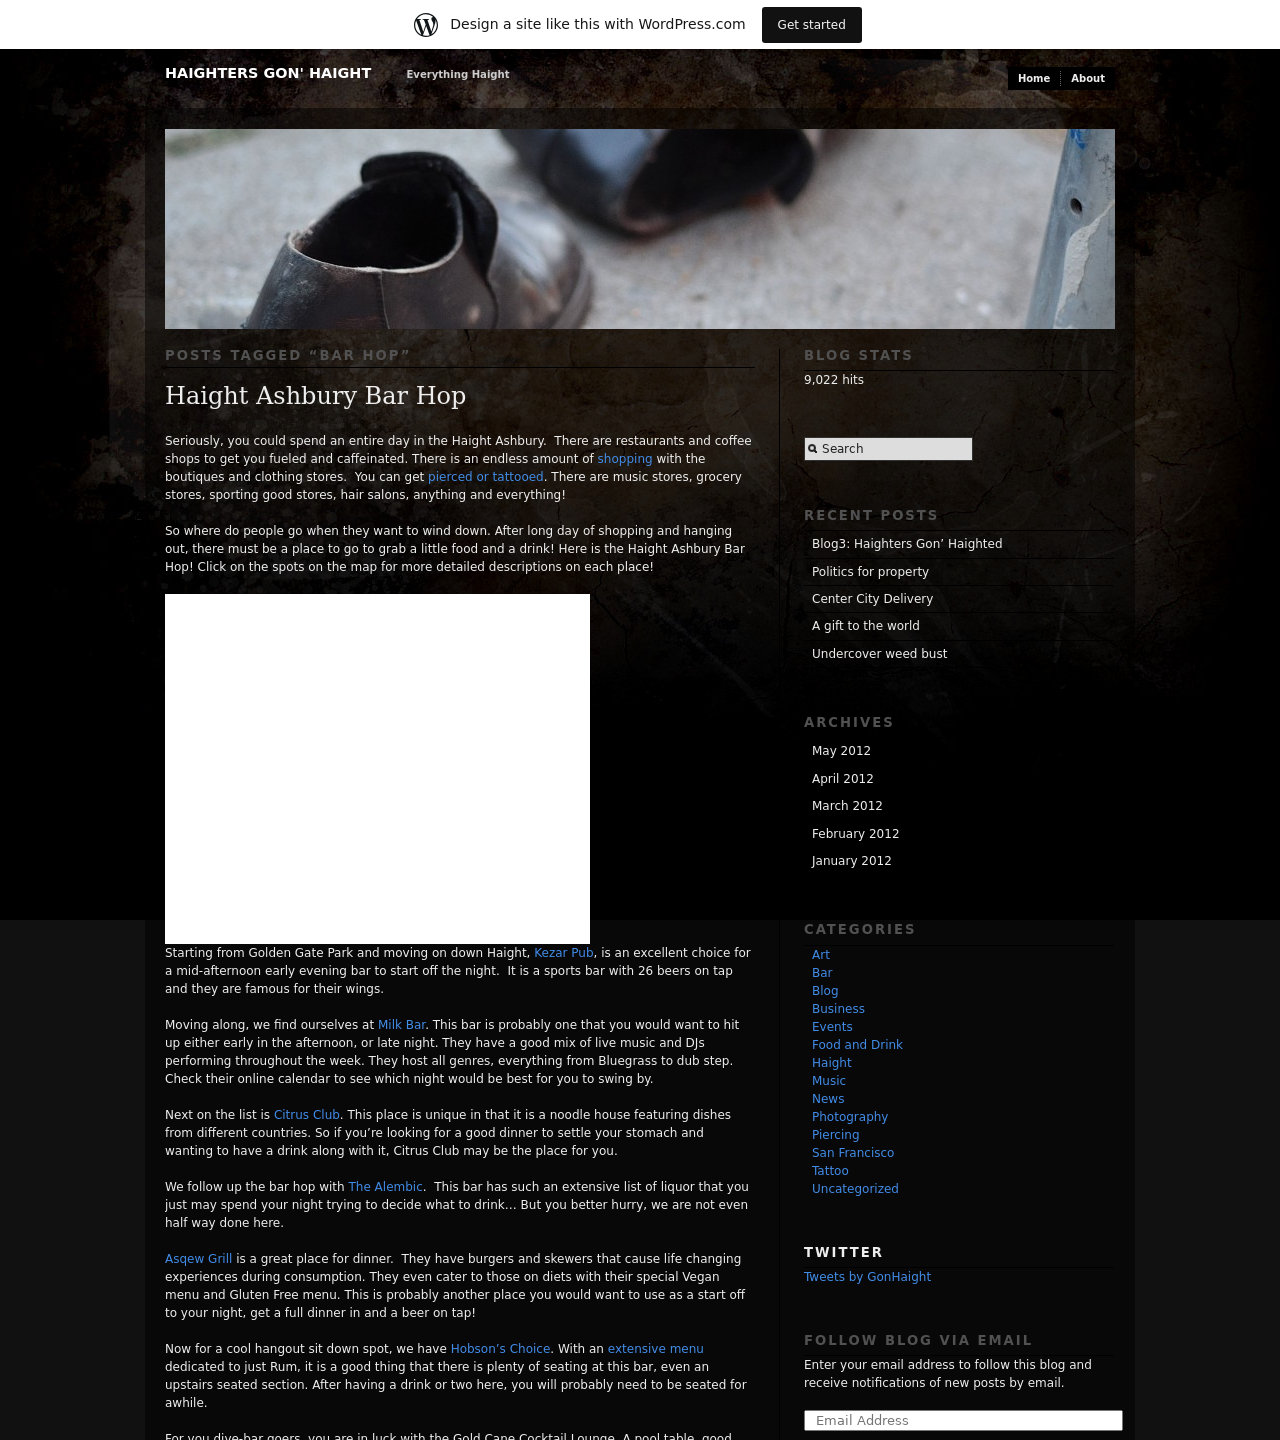 Design a site like this with WordPress.com
Get started
HAIGHTERS GON' HAIGHT
Everything Haight
Home
About
POSTS TAGGED “BAR HOP”
Haight Ashbury Bar Hop
Seriously, you could spend an entire day in the Haight Ashbury.  There are restaurants and coffee
shops to get you fueled and caffeinated. There is an endless amount of shopping with the
boutiques and clothing stores.  You can get pierced or tattooed. There are music stores, grocery
stores, sporting good stores, hair salons, anything and everything!
So where do people go when they want to wind down. After long day of shopping and hanging
out, there must be a place to go to grab a little food and a drink! Here is the Haight Ashbury Bar
Hop! Click on the spots on the map for more detailed descriptions on each place!
Starting from Golden Gate Park and moving on down Haight, Kezar Pub, is an excellent choice for
a mid-afternoon early evening bar to start off the night.  It is a sports bar with 26 beers on tap
and they are famous for their wings.
Moving along, we find ourselves at Milk Bar. This bar is probably one that you would want to hit
up either early in the afternoon, or late night. They have a good mix of live music and DJs
performing throughout the week. They host all genres, everything from Bluegrass to dub step.
Check their online calendar to see which night would be best for you to swing by.
Next on the list is Citrus Club. This place is unique in that it is a noodle house featuring dishes
from different countries. So if you’re looking for a good dinner to settle your stomach and
wanting to have a drink along with it, Citrus Club may be the place for you.
We follow up the bar hop with The Alembic.  This bar has such an extensive list of liquor that you
just may spend your night trying to decide what to drink… But you better hurry, we are not even
half way done here.
Asqew Grill is a great place for dinner.  They have burgers and skewers that cause life changing
experiences during consumption. They even cater to those on diets with their special Vegan
menu and Gluten Free menu. This is probably another place you would want to use as a start off
to your night, get a full dinner in and a beer on tap!
Now for a cool hangout sit down spot, we have Hobson’s Choice. With an extensive menu
dedicated to just Rum, it is a good thing that there is plenty of seating at this bar, even an
upstairs seated section. After having a drink or two here, you will probably need to be seated for
awhile.
For you dive-bar goers, you are in luck with the Gold Cane Cocktail Lounge. A pool table, good
BLOG STATS
9,022 hits
Search
RECENT POSTS
Blog3: Haighters Gon’ Haighted
Politics for property
Center City Delivery
A gift to the world
Undercover weed bust
ARCHIVES
May 2012
April 2012
March 2012
February 2012
January 2012
CATEGORIES
Art
Bar
Blog
Business
Events
Food and Drink
Haight
Music
News
Photography
Piercing
San Francisco
Tattoo
Uncategorized
TWITTER
Tweets by GonHaight
FOLLOW BLOG VIA EMAIL
Enter your email address to follow this blog and
receive notifications of new posts by email.
Email Address